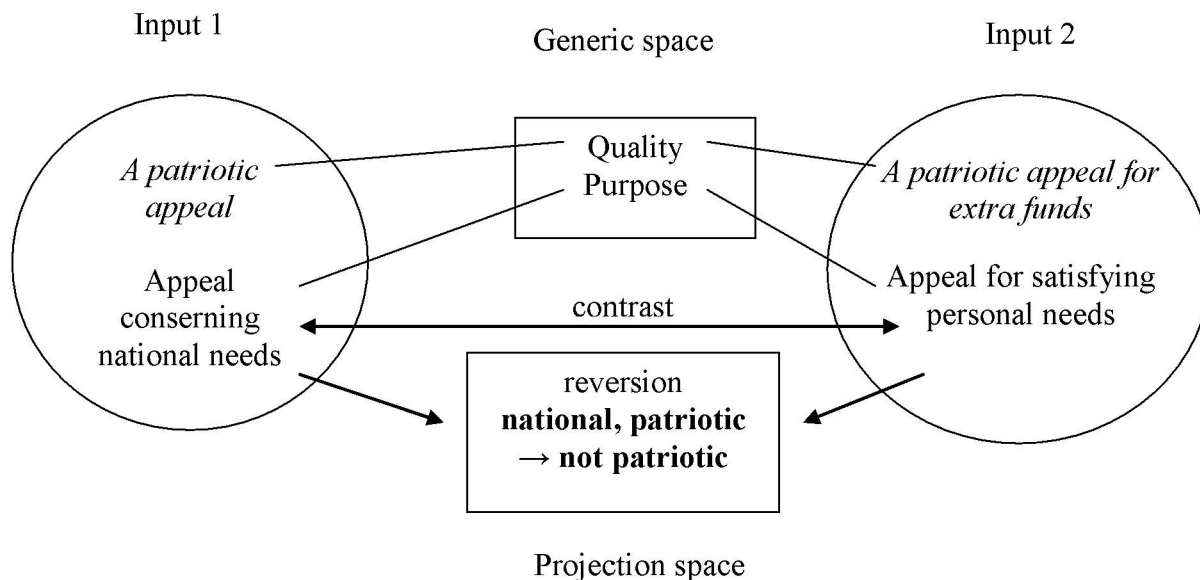 Input 1
Generic space
Input 2
A patriotic
appeal
Appeal
conserning
national needs
Quality
Purpose
A patriotic appeal for
extra funds
Appeal for satisfying
personal needs
contrast
reversion
national, patriotic
→ not patriotic
Projection space